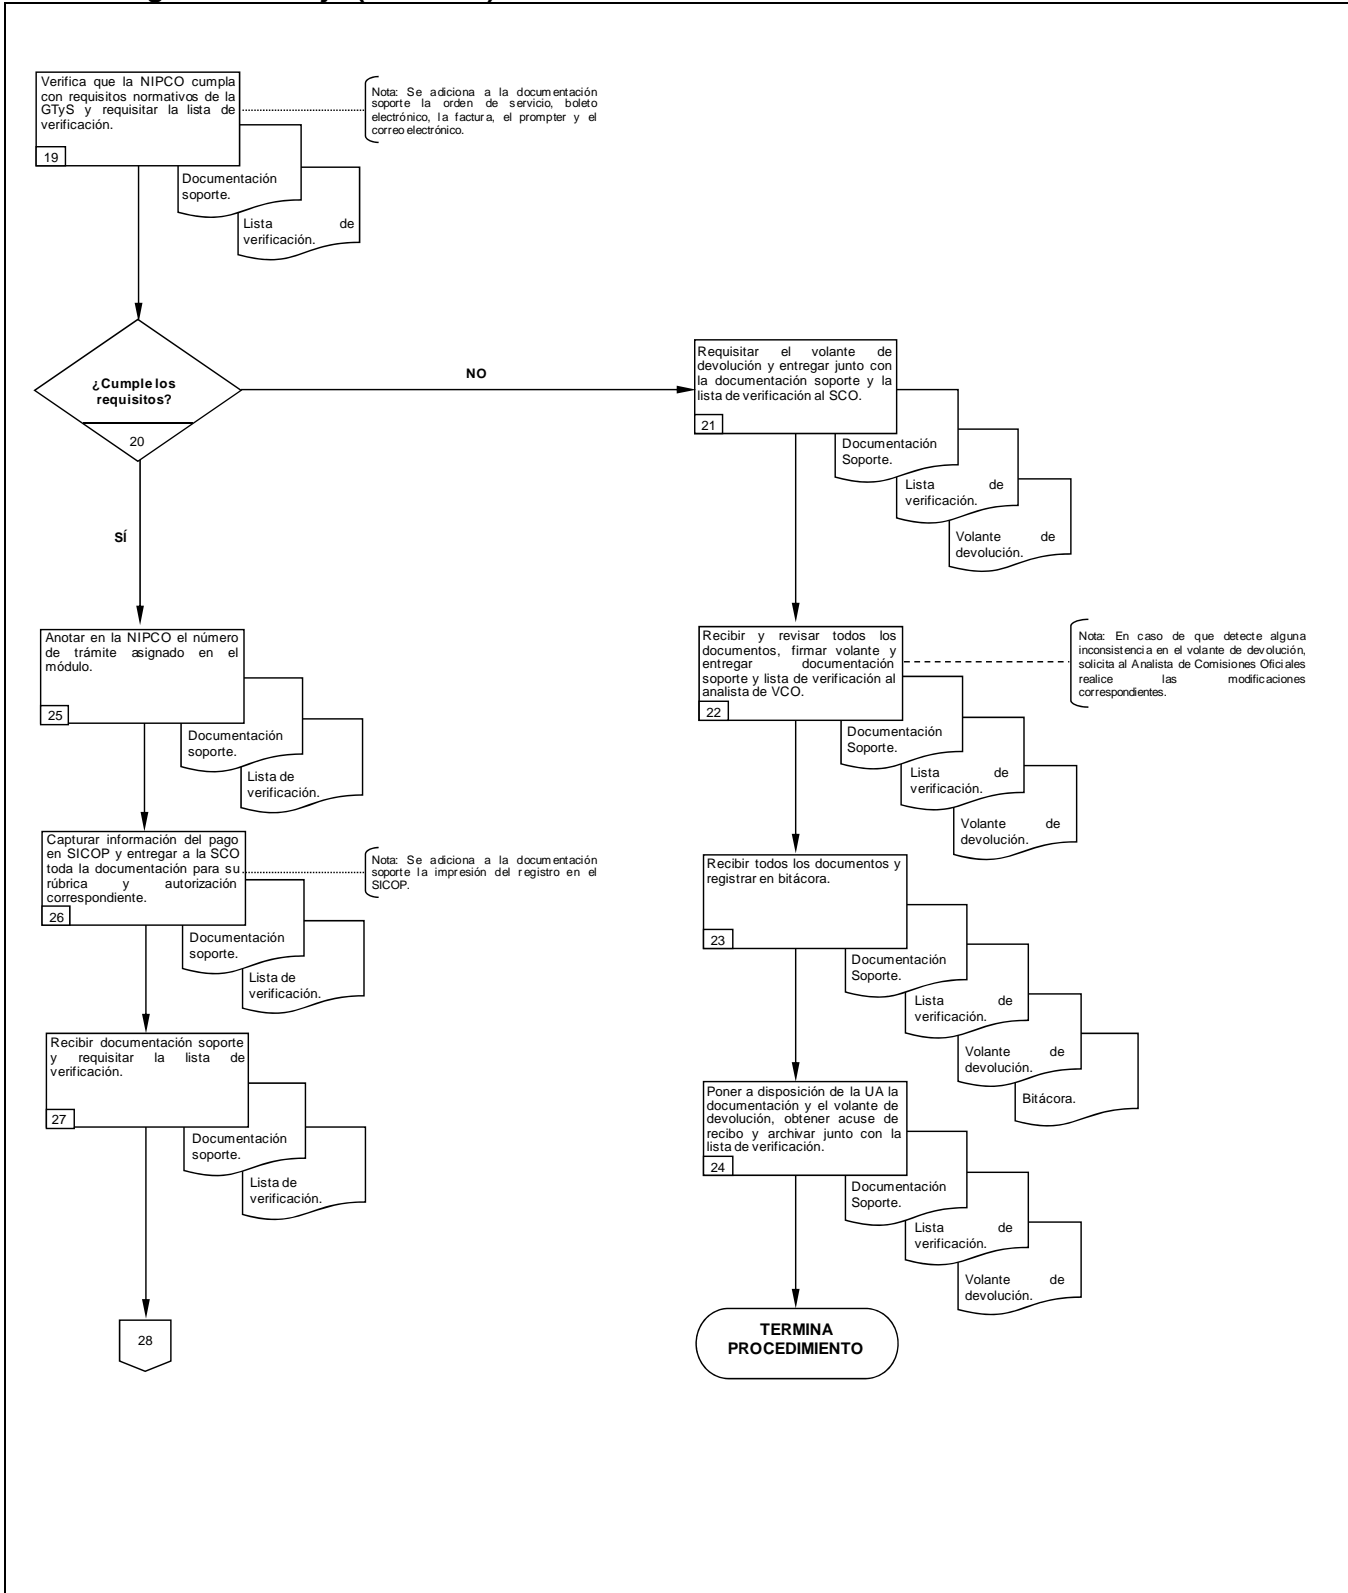 Verifica que la NIPCO cumpla
con requisitos normativos de la
GTyS y requisitar la lista de
verificación.
19
Nota: Se adiciona a la documentación
soporte la orden de servicio, boleto
electrónico, la factura, el prompter y el
correo electrónico.
Documentación
soporte.
Lista de
verificación.
¿Cumple los
requisitos?
20
NO
SÍ
Requisitar el volante de
devolución y entregar junto con
la documentación soporte y la
lista de verificación al SCO.
21
Documentación
Soporte.
Lista de
verificación.
Volante de
devolución.
Recibir y revisar todos los
documentos, firmar volante y
entregar documentación
soporte y lista de verificación al
analista de VCO.
22
Nota: En caso de que detecte alguna
inconsistencia en el volante de devolución,
solicita al Analista de Comisiones Oficiales
realice las modificaciones
correspondientes.
Documentación
Soporte.
Lista de
verificación.
Volante de
devolución.
Recibir todos los documentos y
registrar en bitácora.
23
Documentación
Soporte.
Lista de
verificación.
Volante de
devolución.
Bitácora.
Poner a disposición de la UA la
documentación y el volante de
devolución, obtener acuse de
recibo y archivar junto con la
lista de verificación.
24
Documentación
Soporte.
Lista de
verificación.
Volante de
devolución.
TERMINA
PROCEDIMIENTO
Anotar en la NIPCO el número
de trámite asignado en el
módulo.
25
Documentación
soporte.
Lista de
verificación.
Capturar información del pago
en SICOP y entregar a la SCO
toda la documentación para su
rúbrica y autorización
correspondiente.
26
Nota: Se adiciona a la documentación
soporte la impresión del registro en el
SICOP.
Documentación
soporte.
Lista de
verificación.
Recibir documentación soporte
y requisitar la lista de
verificación.
27
Documentación
soporte.
Lista de
verificación.
28